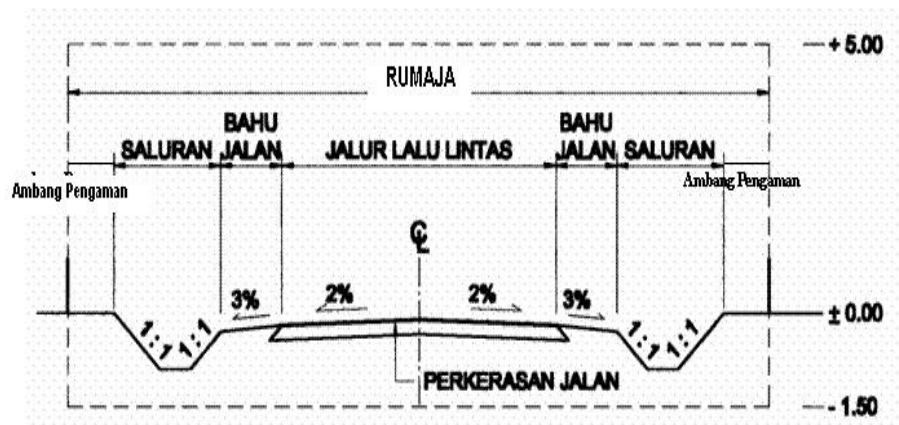 + 5.00
RUMAJA
BAHU BAHU
SALURAN JALAN JALUR LALU LINTAS JALAN SALURAN
Ambang Pengaman Ambang Pengaman
℄
3% 2% 2% 3%
± 0.00
1 : 1 1 : 1 1 : 1 1 : 1
PERKERASAN JALAN
- 1.50